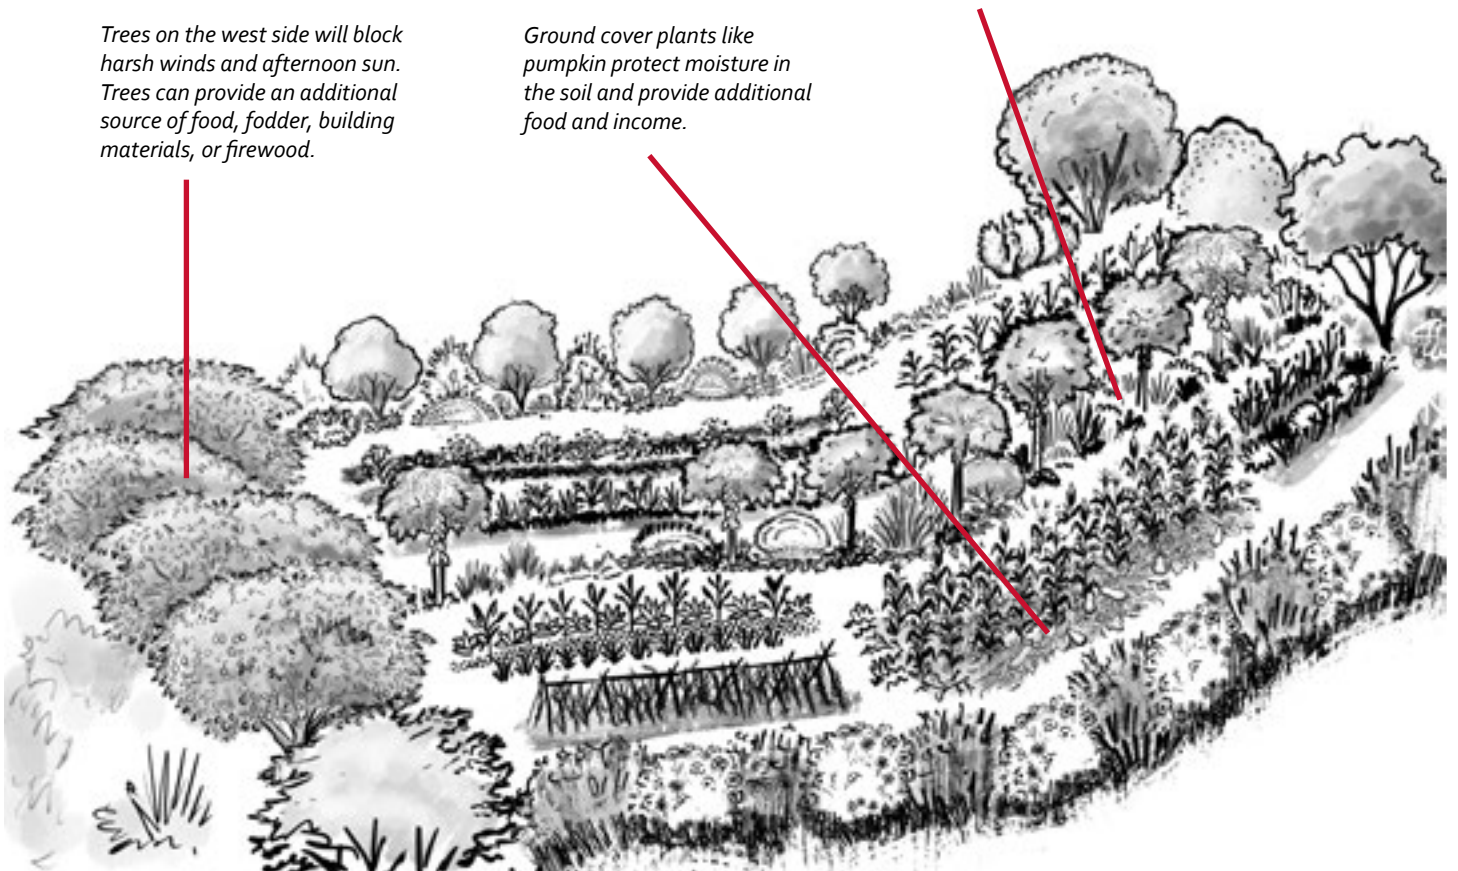 Trees on the west side will block
harsh winds and afternoon sun.
Trees can provide an additional
source of food, fodder, building
materials, or firewood.
Ground cover plants like
pumpkin protect moisture in
the soil and provide additional
food and income.